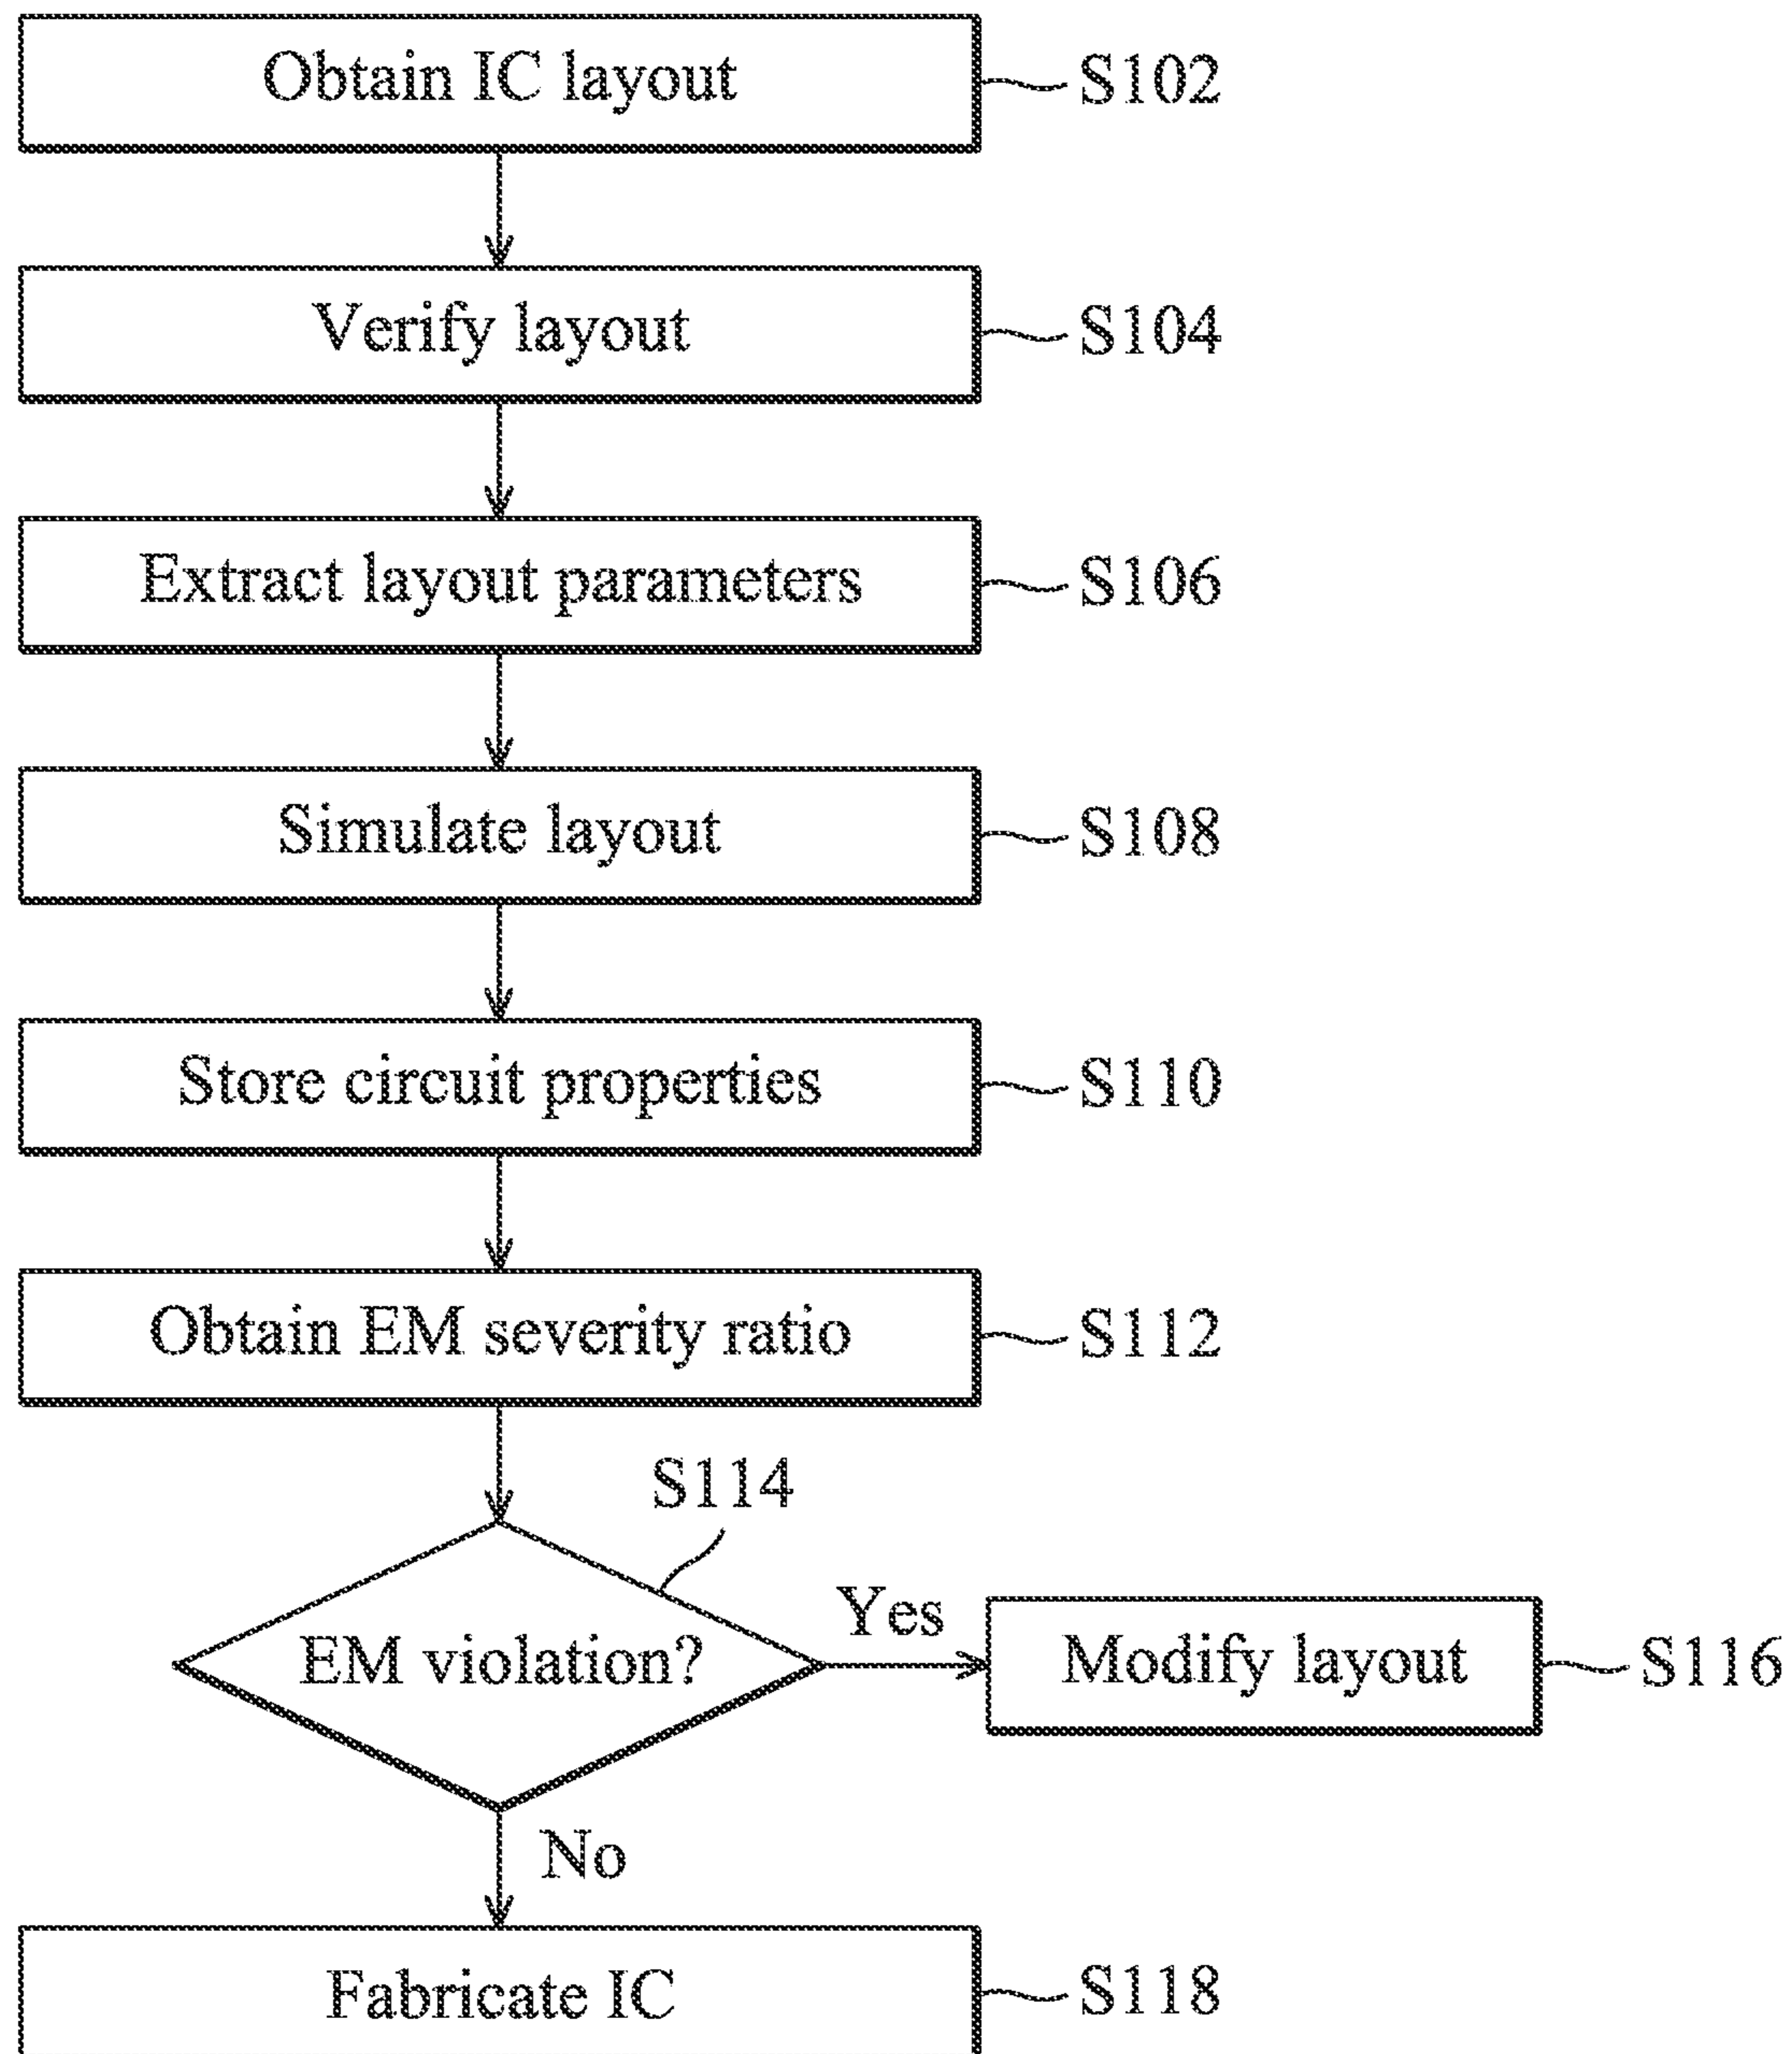 Obtain IC layout
S102
Verify layout
S104
Extract layout parameters
S106
Simulate layout
S108
Store circuit properties
S110
Obtain EM severity ratio
S112
S114
EM violation?
Yes
Modify layout
S116
No
Fabricate IC
S118